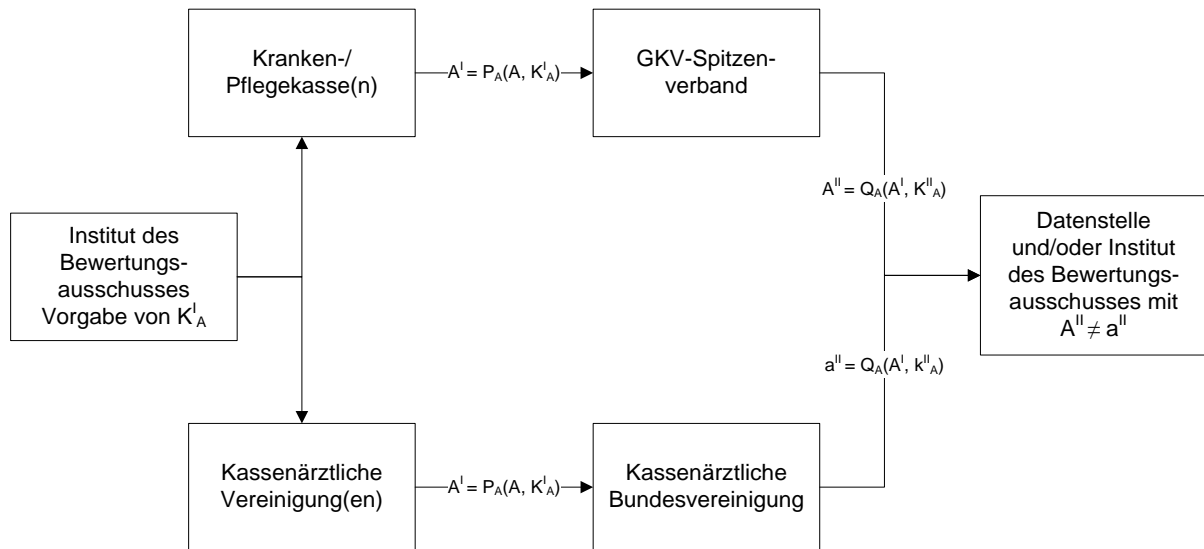 Kranken-/
Pflegekasse(n)
Aᴵ = P_A(A, Kᴵ_A)
GKV-Spitzen-
verband
Aᴵᴵ = Q_A(Aᴵ, Kᴵᴵ_A)
Institut des
Bewertungs-
ausschusses
Vorgabe von Kᴵ_A
Datenstelle
und/oder Institut
des Bewertungs-
ausschusses mit
Aᴵᴵ ≠ aᴵᴵ
aᴵᴵ = Q_A(Aᴵ, kᴵᴵ_A)
Kassenärztliche
Vereinigung(en)
Aᴵ = P_A(A, Kᴵ_A)
Kassenärztliche
Bundesvereinigung